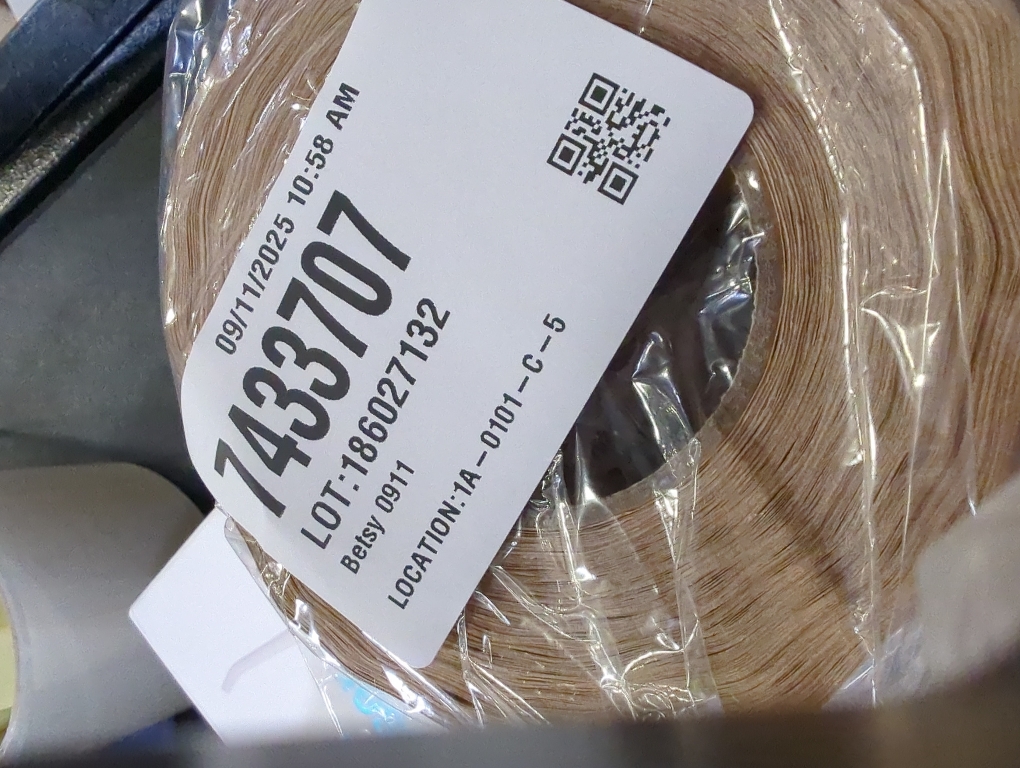 09/11/2025 10:58 AM
7433707
LOT:186027132
Betsy 0911
LOCATION:1A-0101-C-5